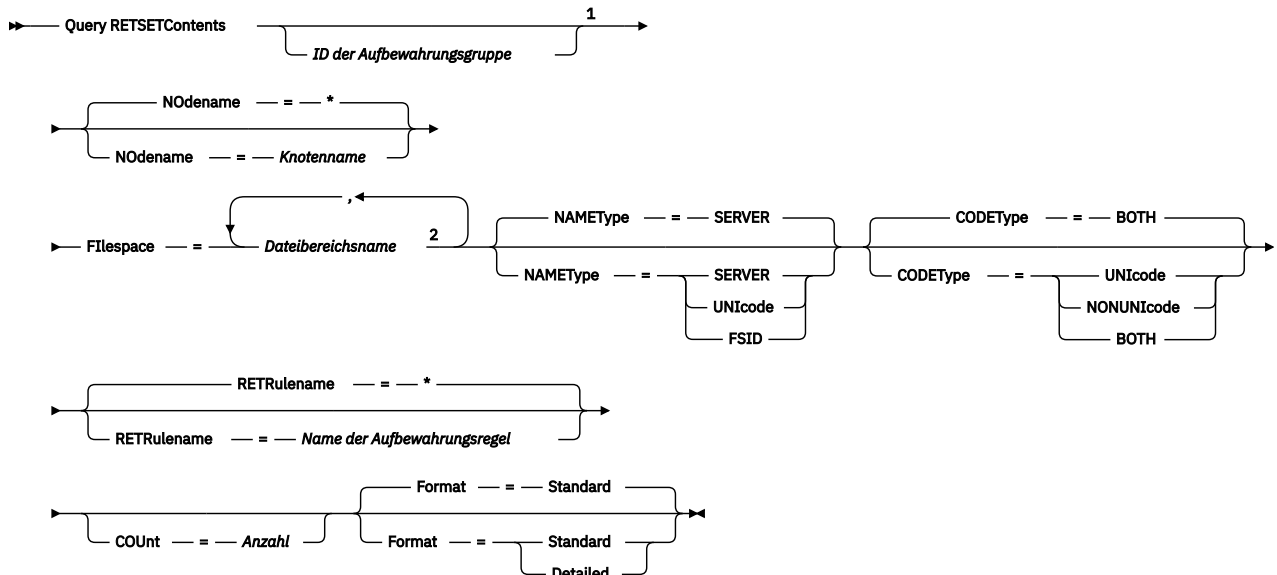 1
Query RETSETContents
ID der Aufbewahrungsgruppe
NOdename = *
NOdename = Knotenname
,
NAMEType = SERVER CODEType = BOTH
FIlespace = Dateibereichsname 2
NAMEType = SERVER CODEType = UNIcode
UNIcode NONUNIcode
FSID BOTH
RETRulename = *
RETRulename = Name der Aufbewahrungsregel
Format = Standard
COUnt = Anzahl Format = Standard
Detailed